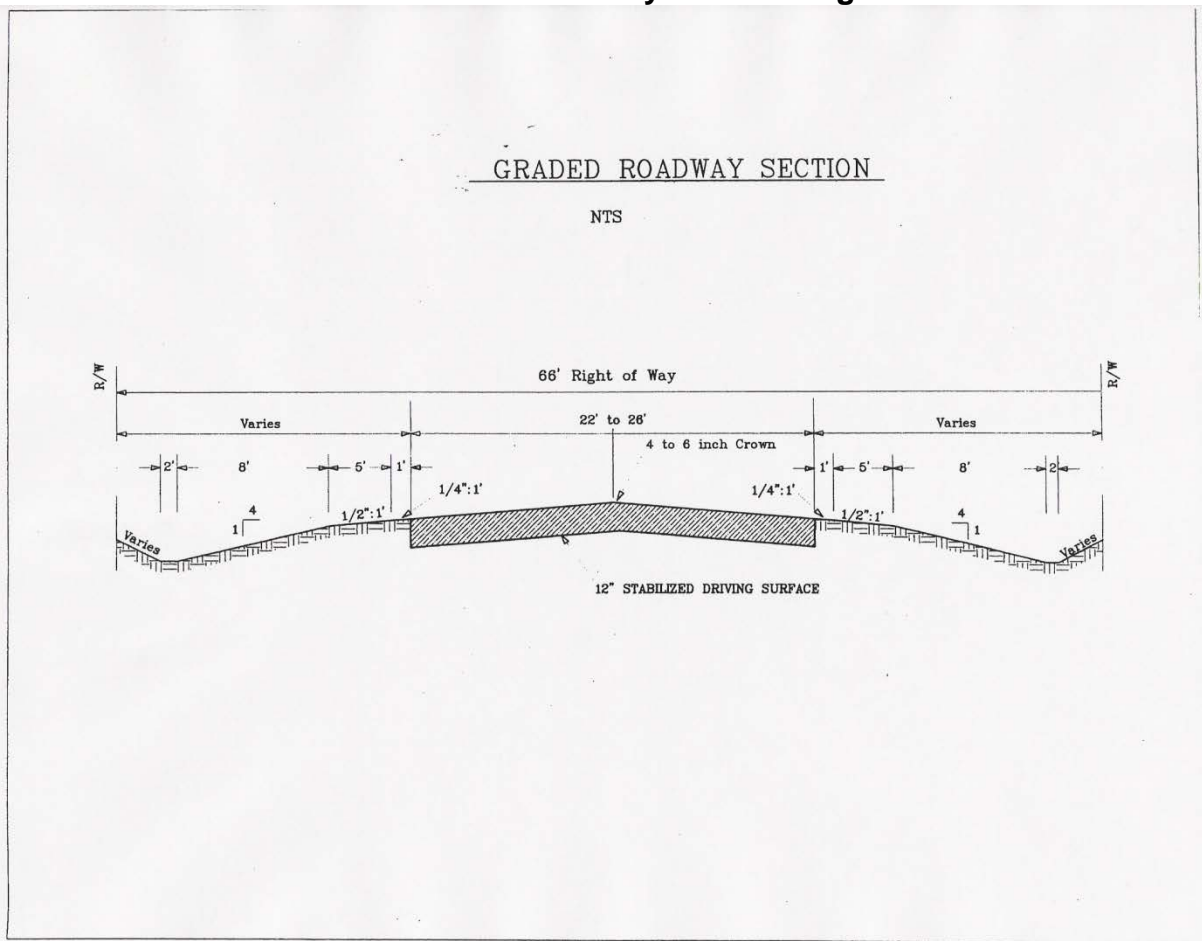 GRADED ROADWAY SECTION
NTS
R/W
R/W
66' Right of Way
Varies
22' to 26'
Varies
4 to 6 inch Crown
2'
8'
5'
1'
1'
5'
8'
2
1/4":1'
1/4":1'
1/2":1'
1/2":1'
4
1
4
1
Varies
Varies
12" STABILIZED DRIVING SURFACE